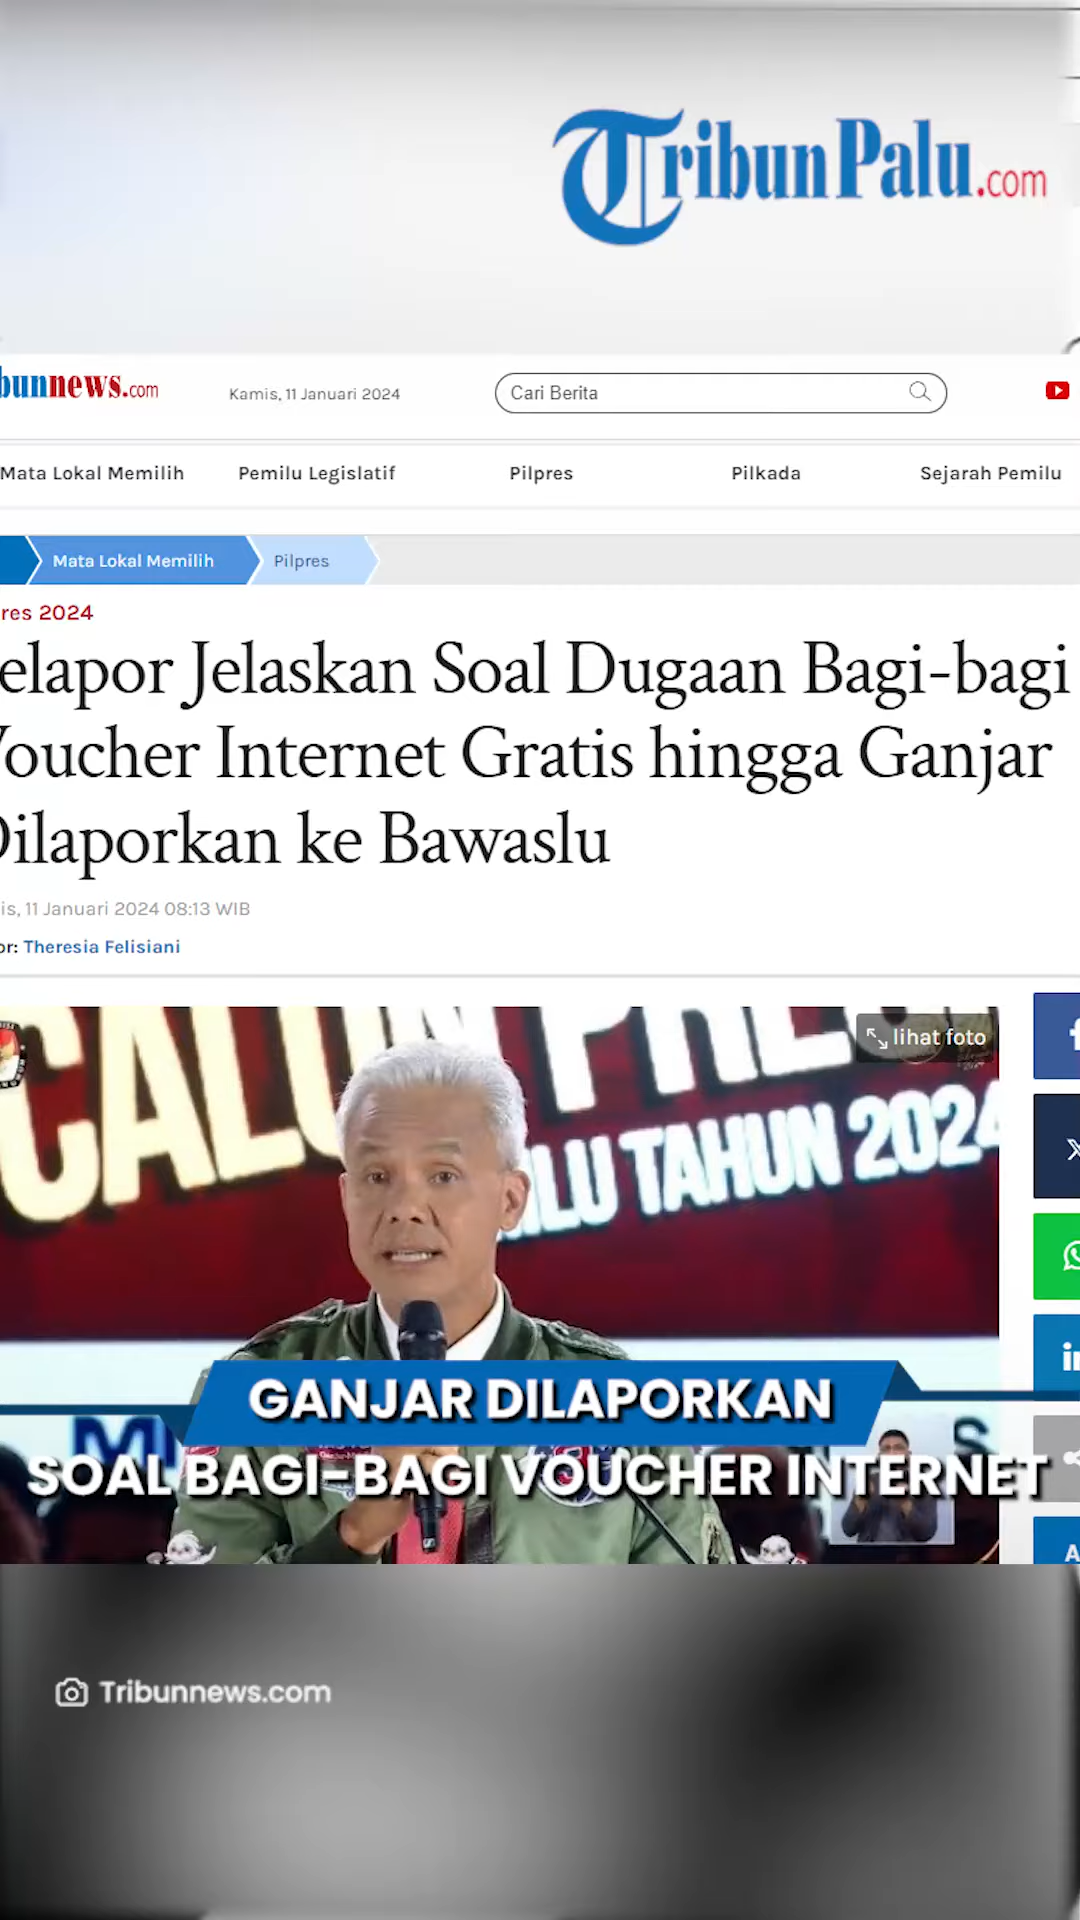 TribunPalu.com
bunnews.com
Kamis, 11 Januari 2024
Cari Berita
Mata Lokal Memilih
Pemilu Legislatif
Pilpres
Pilkada
Sejarah Pemilu
Mata Lokal Memilih
Pilpres
res 2024
elapor Jelaskan Soal Dugaan Bagi-bagi
Voucher Internet Gratis hingga Ganjar
Dilaporkan ke Bawaslu
is, 11 Januari 2024 08:13 WIB
or: Theresia Felisiani
CALON PRE
lihat foto
ILU TAHUN 2024
GANJAR DILAPORKAN
SOAL BAGI-BAGI VOUCHER INTERNET
Tribunnews.com